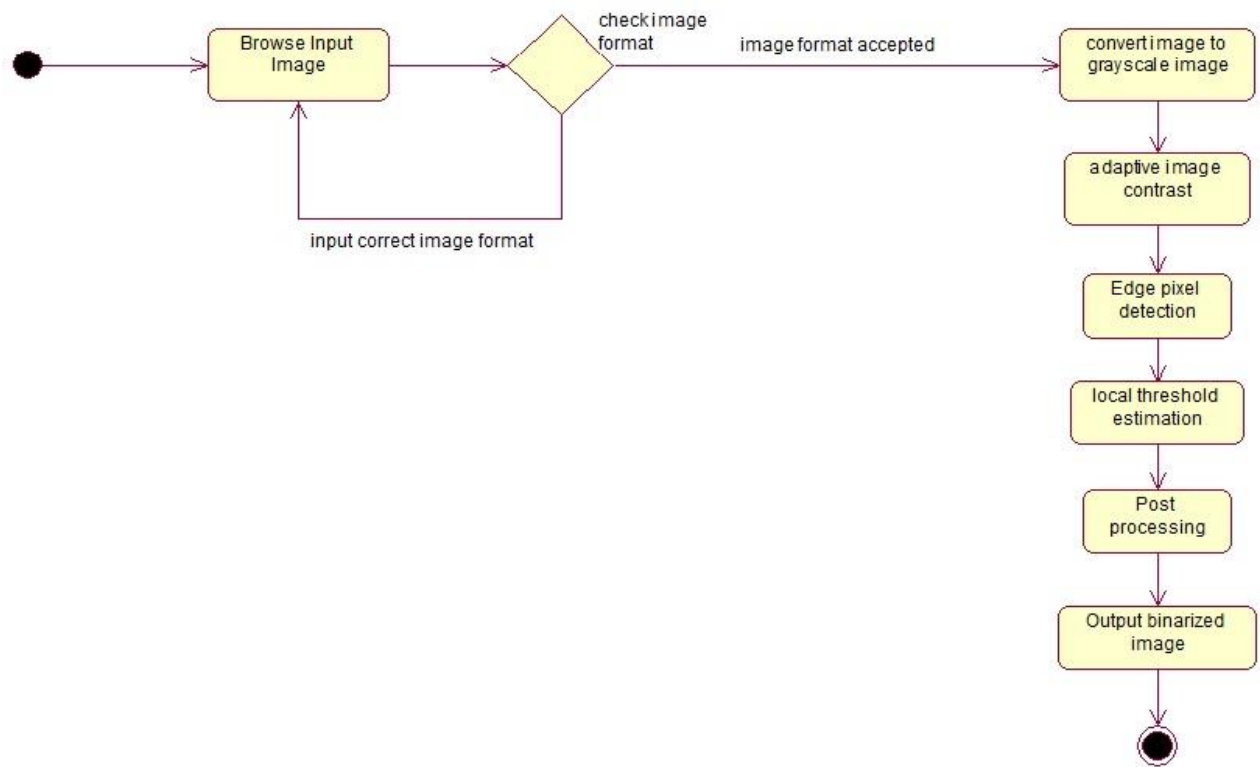 Browse Input
Image
check image
format
image format accepted
convert image to
grayscale image
input correct image format
adaptive image
contrast
Edge pixel
detection
local threshold
estimation
Post
processing
Output binarized
image